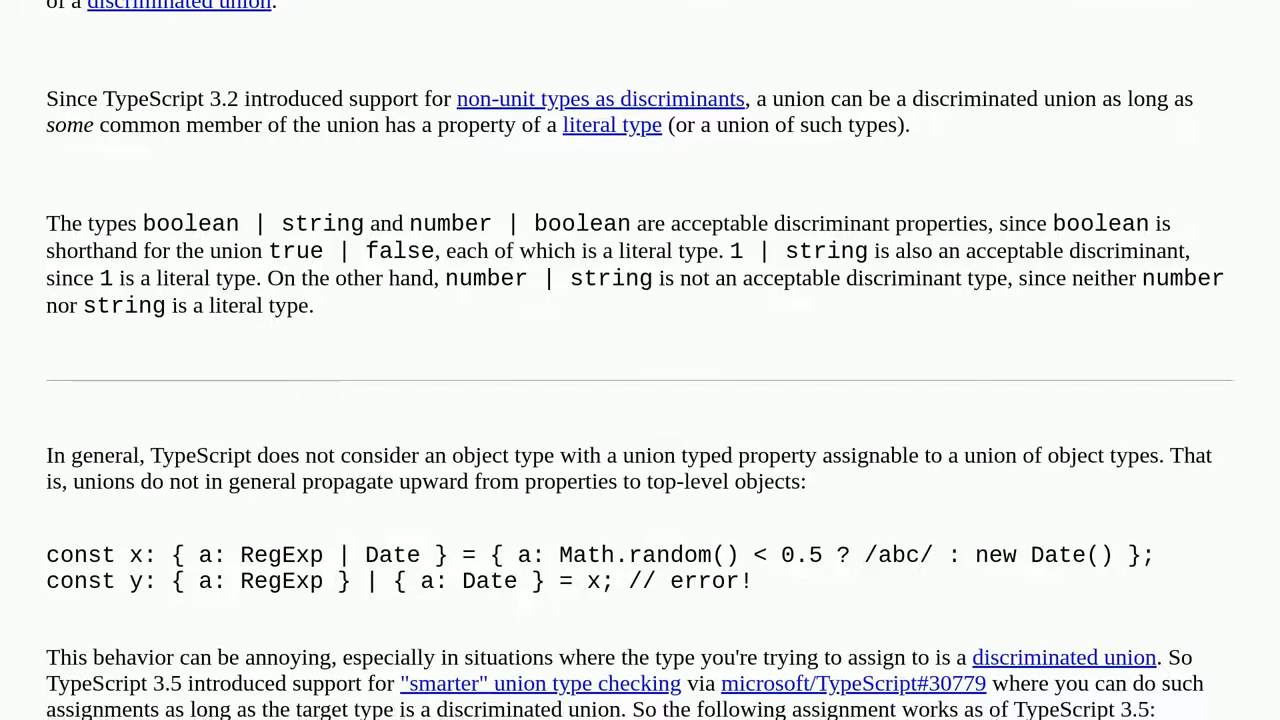 of a discriminated union.
Since TypeScript 3.2 introduced support for non-unit types as discriminants, a union can be a discriminated union as long as
some common member of the union has a property of a literal type (or a union of such types).
The types boolean | string and number | boolean are acceptable discriminant properties, since boolean is
shorthand for the union true | false, each of which is a literal type. 1 | string is also an acceptable discriminant,
since 1 is a literal type. On the other hand, number | string is not an acceptable discriminant type, since neither number
nor string is a literal type.
In general, TypeScript does not consider an object type with a union typed property assignable to a union of object types. That
is, unions do not in general propagate upward from properties to top-level objects:
const x: { a: RegExp | Date } = { a: Math.random() < 0.5 ? /abc/ : new Date() };
const y: { a: RegExp } | { a: Date } = x; // error!
This behavior can be annoying, especially in situations where the type you're trying to assign to is a discriminated union. So
TypeScript 3.5 introduced support for "smarter" union type checking via microsoft/TypeScript#30779 where you can do such
assignments as long as the target type is a discriminated union. So the following assignment works as of TypeScript 3.5: